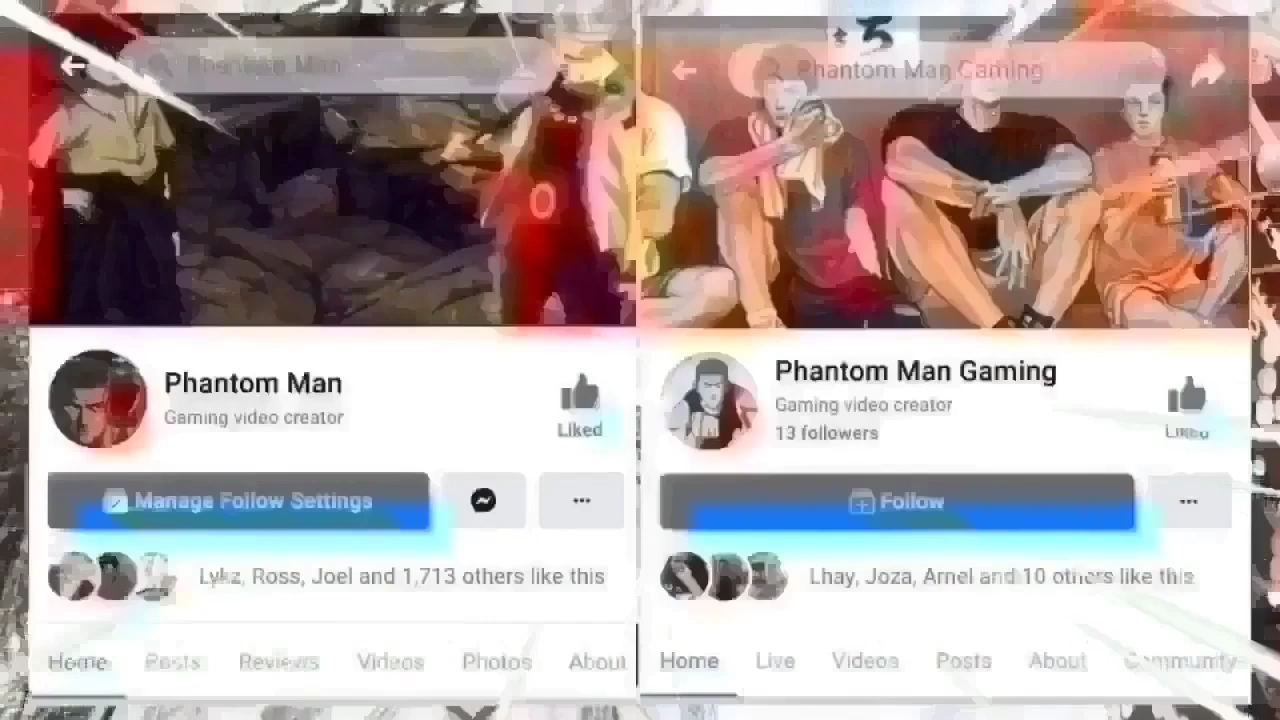 Phantom Man
Phantom Man
Gaming video creator
Liked
Manage Follow Settings
Lykz, Ross, Joel and 1,713 others like this
Home Posts Reviews Videos Photos About
Phantom Man Gaming
Phantom Man Gaming
Gaming video creator
13 followers
Liked
Follow
Lhay, Joza, Arnel and 10 others like this
Home Live Videos Posts About Community